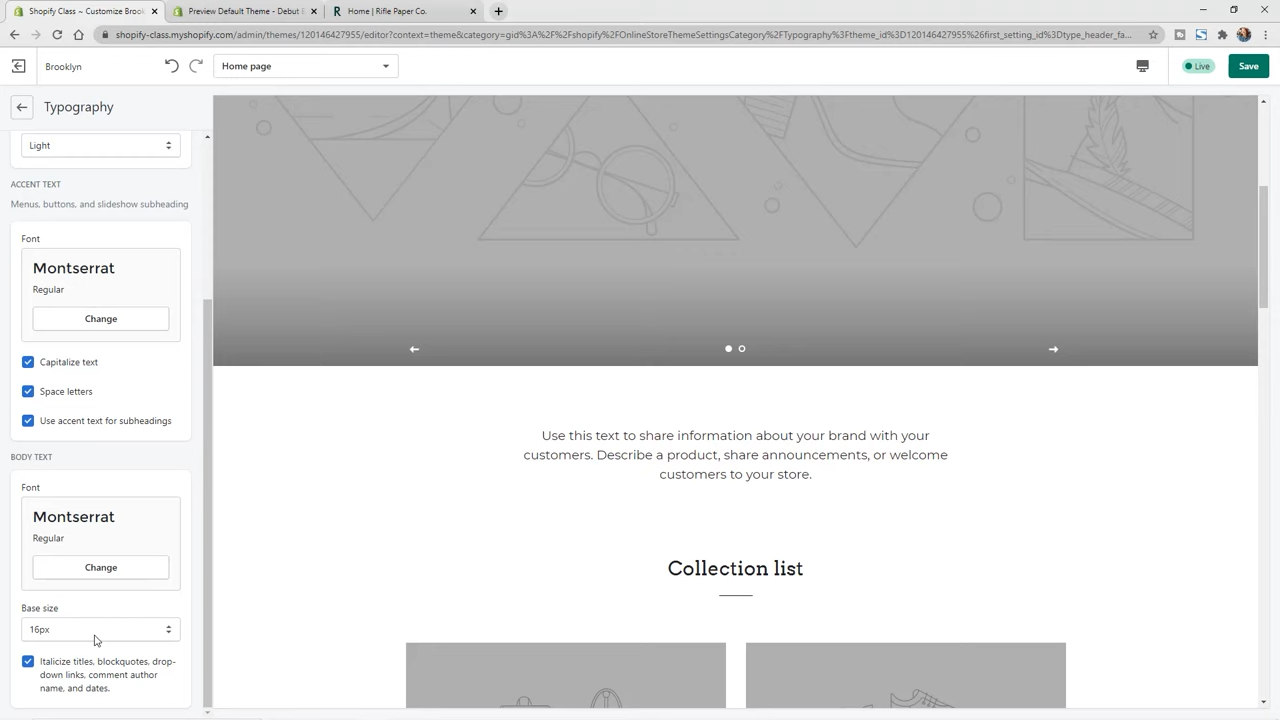 Shopify Class ~ Customize Brook
Preview Default Theme - Debut E
Home | Rifle Paper Co.
shopify-class.myshopify.com/admin/themes/120146427955/editor?context=theme&category=gid%3A%2F%2Fshopify%2FOnlineStoreThemeSettingsCategory%2FTypography%3Ftheme_id%3D120146427955%26first_setting_id%3Dtype_header_fa...
Brooklyn
Home page
Live
Save
Typography
Light
ACCENT TEXT
Menus, buttons, and slideshow subheading
Font
Montserrat
Regular
Change
Capitalize text
Space letters
Use accent text for subheadings
BODY TEXT
Font
Montserrat
Regular
Change
Base size
16px
Italicize titles, blockquotes, drop-
down links, comment author
name, and dates.
Use this text to share information about your brand with your
customers. Describe a product, share announcements, or welcome
customers to your store.
Collection list